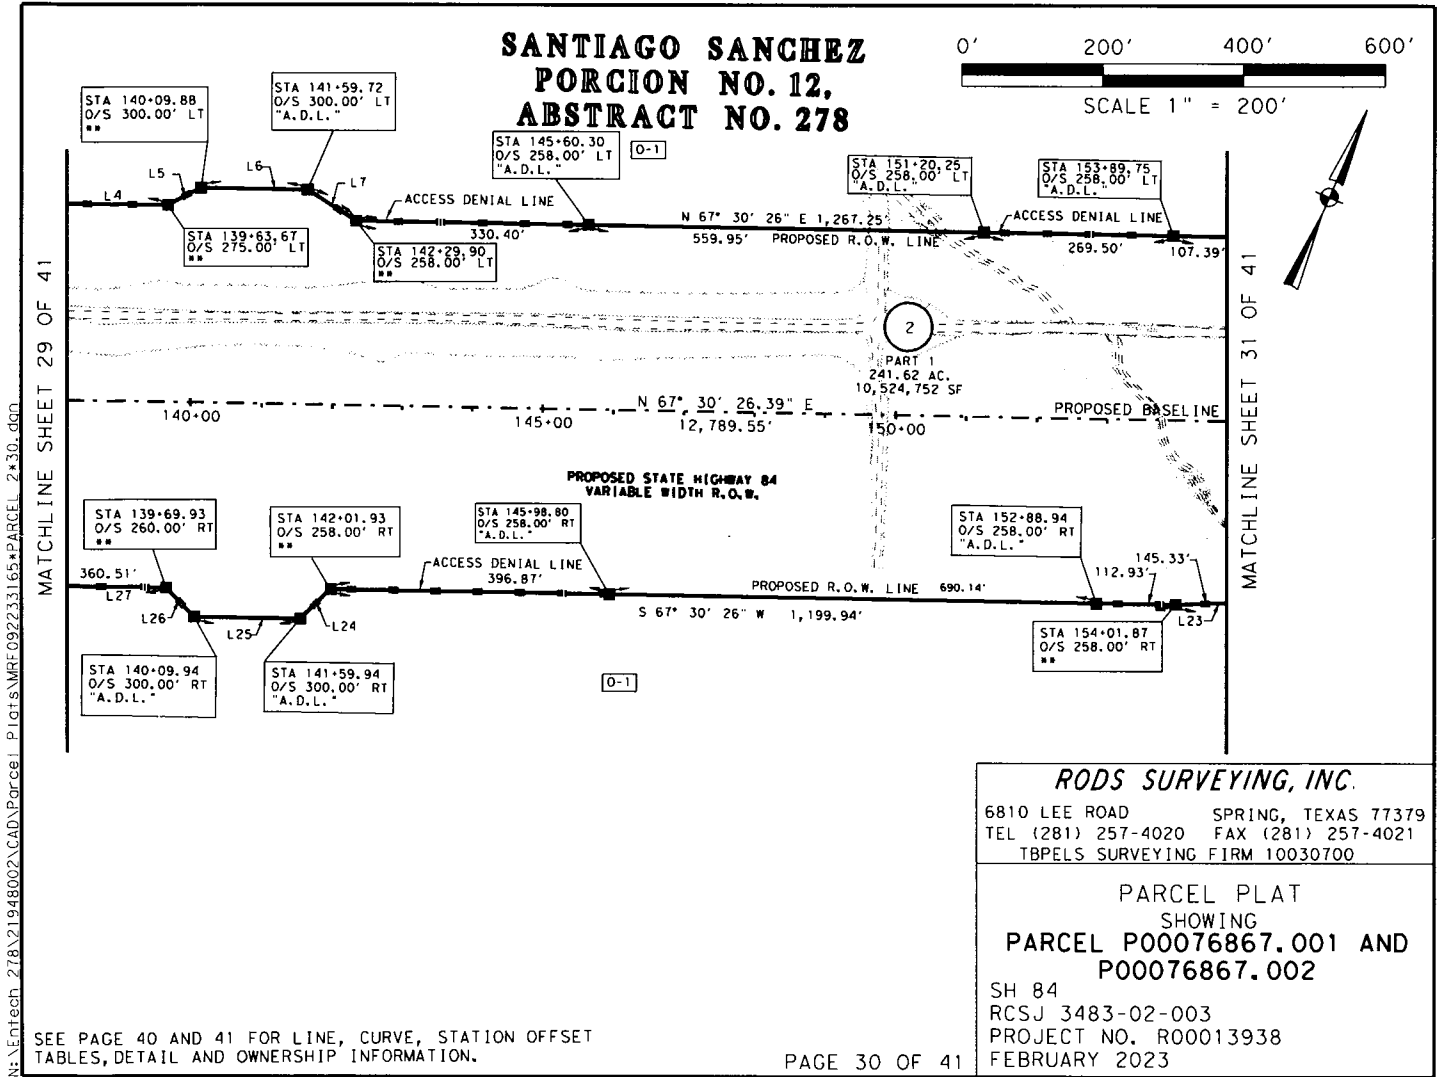 SANTIAGO SANCHEZ
PORCION NO. 12,
ABSTRACT NO. 278
0' 200' 400' 600'
SCALE 1" = 200'
STA 140+09.88
O/S 300.00' LT
**
STA 141+59.72
O/S 300.00' LT
"A.D.L."
STA 145+60.30
O/S 258.00' LT
"A.D.L."
O-1
STA 151+20.25
O/S 258.00' LT
"A.D.L."
STA 153+89.75
O/S 258.00' LT
"A.D.L."
L4
L5
L6
L7
ACCESS DENIAL LINE
330.40'
N 67° 30' 26" E 1,267.25'
559.95' PROPOSED R.O.W. LINE
ACCESS DENIAL LINE
269.50'
107.39'
STA 139+63.67
O/S 275.00' LT
**
STA 142+29.90
O/S 258.00' LT
**
MATCHLINE SHEET 29 OF 41
MATCHLINE SHEET 31 OF 41
2
PART 1
241.62 AC.
10,524,752 SF
140+00
145+00
N 67° 30' 26.39" E
12,789.55'
150+00
PROPOSED BASELINE
PROPOSED STATE HIGHWAY 84
VARIABLE WIDTH R.O.W.
STA 139+69.93
O/S 260.00' RT
**
STA 142+01.93
O/S 258.00' RT
**
STA 145+98.80
O/S 258.00' RT
"A.D.L."
STA 152+88.94
O/S 258.00' RT
"A.D.L."
360.51'
L27
L26
L25
L24
ACCESS DENIAL LINE
396.87'
PROPOSED R.O.W. LINE 690.14'
S 67° 30' 26" W 1,199.94'
145.33'
112.93'
L23
STA 140+09.94
O/S 300.00' RT
"A.D.L."
STA 141+59.94
O/S 300.00' RT
"A.D.L."
O-1
STA 154+01.87
O/S 258.00' RT
**
RODS SURVEYING, INC.
6810 LEE ROAD SPRING, TEXAS 77379
TEL (281) 257-4020 FAX (281) 257-4021
TBPELS SURVEYING FIRM 10030700
PARCEL PLAT
SHOWING
PARCEL P00076867.001 AND
P00076867.002
SH 84
RCSJ 3483-02-003
PROJECT NO. R00013938
FEBRUARY 2023
SEE PAGE 40 AND 41 FOR LINE, CURVE, STATION OFFSET
TABLES, DETAIL AND OWNERSHIP INFORMATION.
PAGE 30 OF 41
N:\Entech 278\21948002\CAD\Parcel Plats\MRF092233165*PARCEL 2*30.dgn